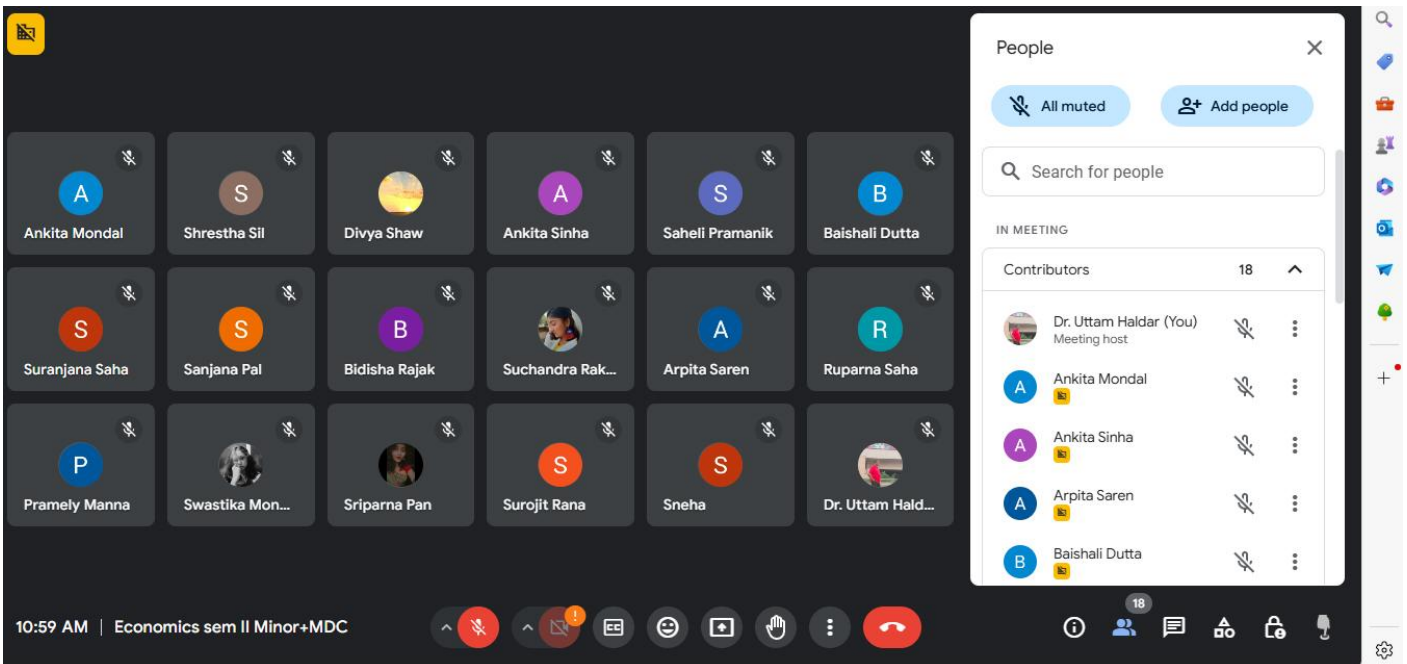 People
All muted
Add people
Search for people
IN MEETING
Contributors 18
Dr. Uttam Haldar (You)
Meeting host
A Ankita Mondal
A Ankita Sinha
A Arpita Saren
B Baishali Dutta
A S A S B
Ankita Mondal Shrestha Sil Divya Shaw Ankita Sinha Saheli Pramanik Baishali Dutta
S S B A R
Suranjana Saha Sanjana Pal Bidisha Rajak Suchandra Rak... Arpita Saren Ruparna Saha
P S S
Pramely Manna Swastika Mon... Sriparna Pan Surojit Rana Sneha Dr. Uttam Hald...
10:59 AM | Economics sem II Minor+MDC
!
CC
18